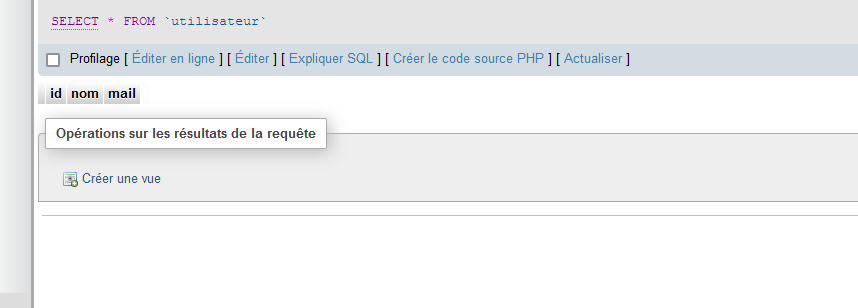 SELECT * FROM `utilisateur`
Profilage [ Éditer en ligne ] [ Éditer ] [ Expliquer SQL ] [ Créer le code source PHP ] [ Actualiser ]
id nom mail
Opérations sur les résultats de la requête
Créer une vue